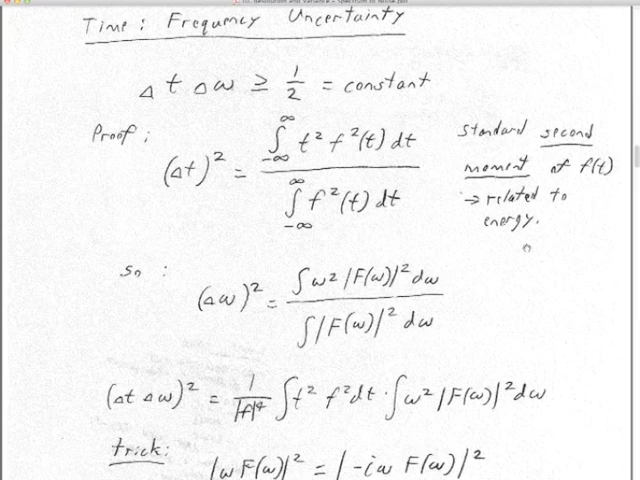 Time : Frequency Uncertainty
Δt Δω ≥ 1/2 = constant
Proof:
(Δt)² = ∫_{-∞}^{∞} t² f²(t) dt / ∫_{-∞}^{∞} f²(t) dt
standard second
moment of f(t)
→ related to
energy.
so :
(Δω)² = ∫ω² |F(ω)|² dω / ∫|F(ω)|² dω
(Δt Δω)² = 1/|f|⁴ ∫t² f² dt · ∫ω² |F(ω)|² dω
trick:
|ω F(ω)|² = |-iω F(ω)|²